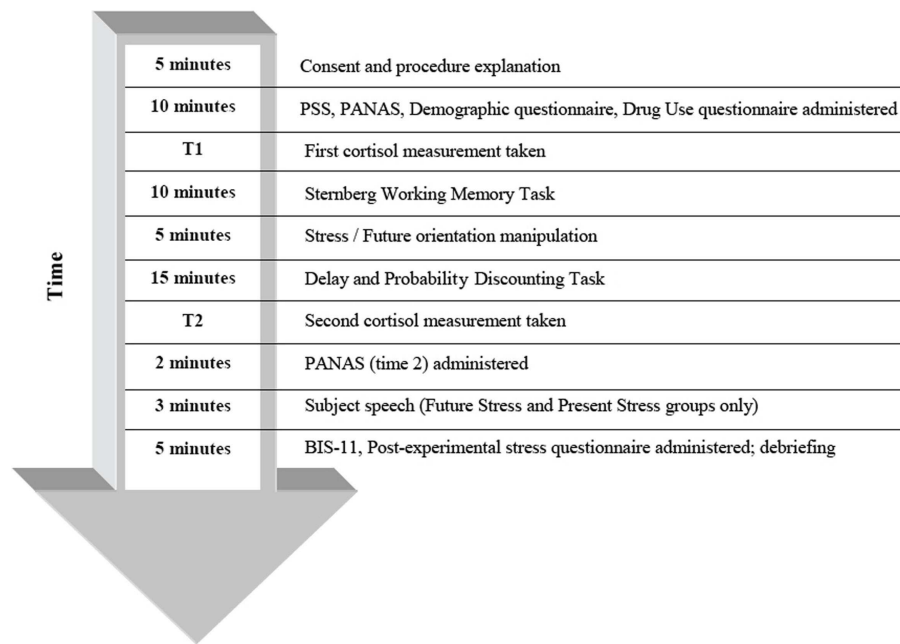 Time
5 minutes Consent and procedure explanation
10 minutes PSS, PANAS, Demographic questionnaire, Drug Use questionnaire administered
T1 First cortisol measurement taken
10 minutes Sternberg Working Memory Task
5 minutes Stress / Future orientation manipulation
15 minutes Delay and Probability Discounting Task
T2 Second cortisol measurement taken
2 minutes PANAS (time 2) administered
3 minutes Subject speech (Future Stress and Present Stress groups only)
5 minutes BIS-11, Post-experimental stress questionnaire administered; debriefing